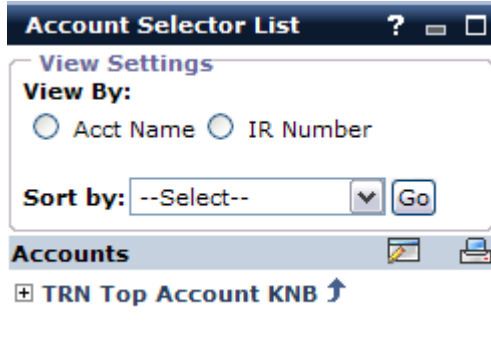 Account Selector List ?
View Settings
View By:
Acct Name IR Number
Sort by: --Select-- Go
Accounts
TRN Top Account KNB